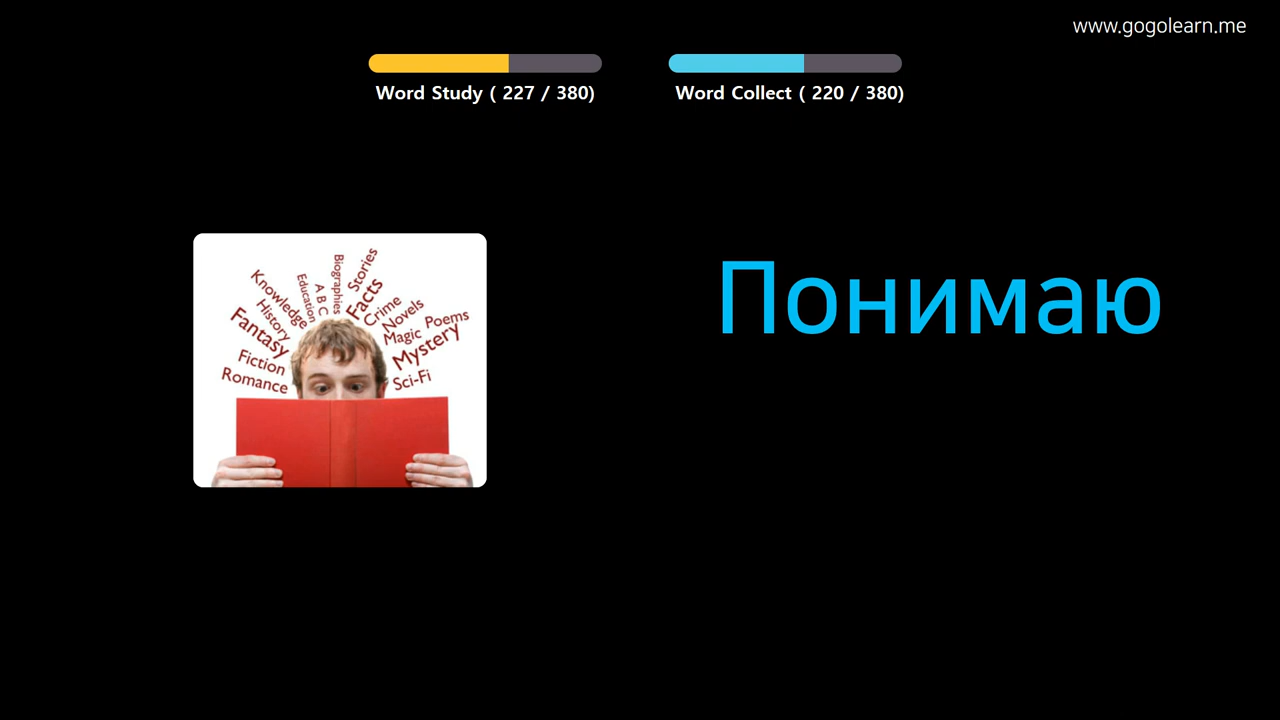 www.gogolearn.me
Word Study ( 227 / 380)
Word Collect ( 220 / 380)
Понимаю
Knowledge
History
Fantasy
Fiction
Romance
Education
A B C
Biographies
Stories
Facts
Crime
Novels
Magic
Poems
Mystery
Sci-Fi